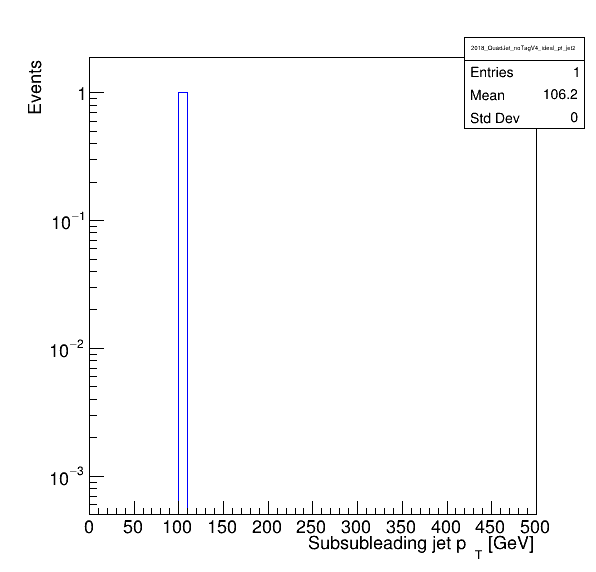 2018_QuadJet_noTagV4_ideal_pt_jet2
Entries 1
Mean 106.2
Std Dev 0
Events
1
10−1
10−2
10−3
0 50 100 150 200 250 300 350 400 450 500
Subsubleading jet p T [GeV]